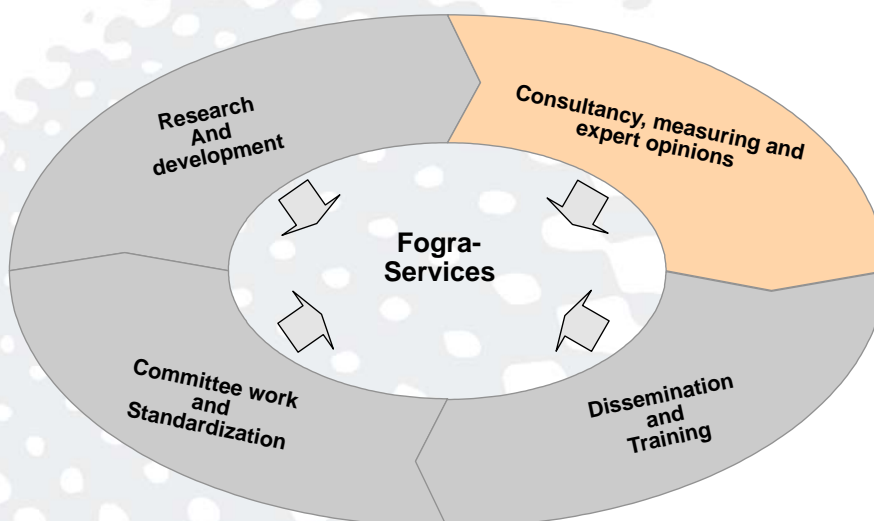 Research
And
development
Consultancy, measuring and
expert opinions
Fogra-
Services
Committee work
and
Standardization
Dissemination
and
Training